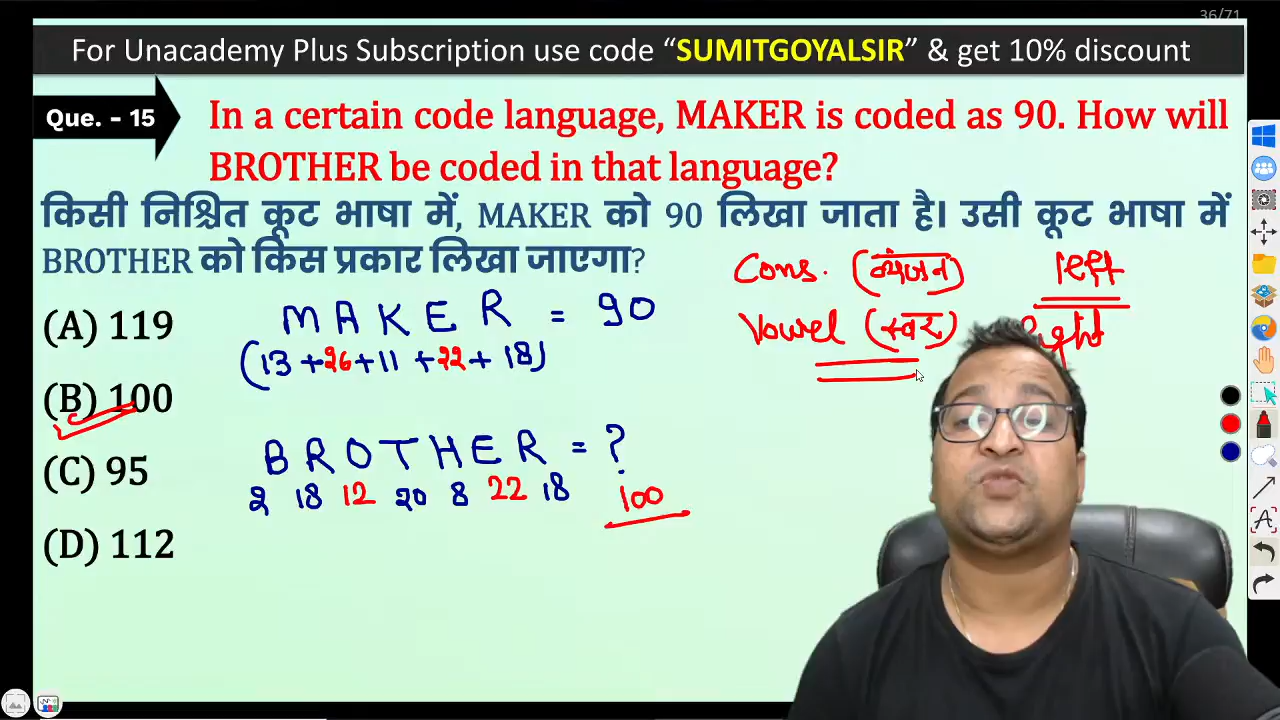 36/71
For Unacademy Plus Subscription use code “SUMITGOYALSIR” & get 10% discount
Que. - 15
In a certain code language, MAKER is coded as 90. How will
BROTHER be coded in that language?
किसी निश्चित कूट भाषा में, MAKER को 90 लिखा जाता है। उसी कूट भाषा में
BROTHER को किस प्रकार लिखा जाएगा?
Cons. (व्यंजन) left
Vowel (स्वर)
(A) 119
(B) 100
(C) 95
(D) 112
MAKER = 90
(13+26+11+22+18)
BROTHER = ?
2 18 12 20 8 22 18 100